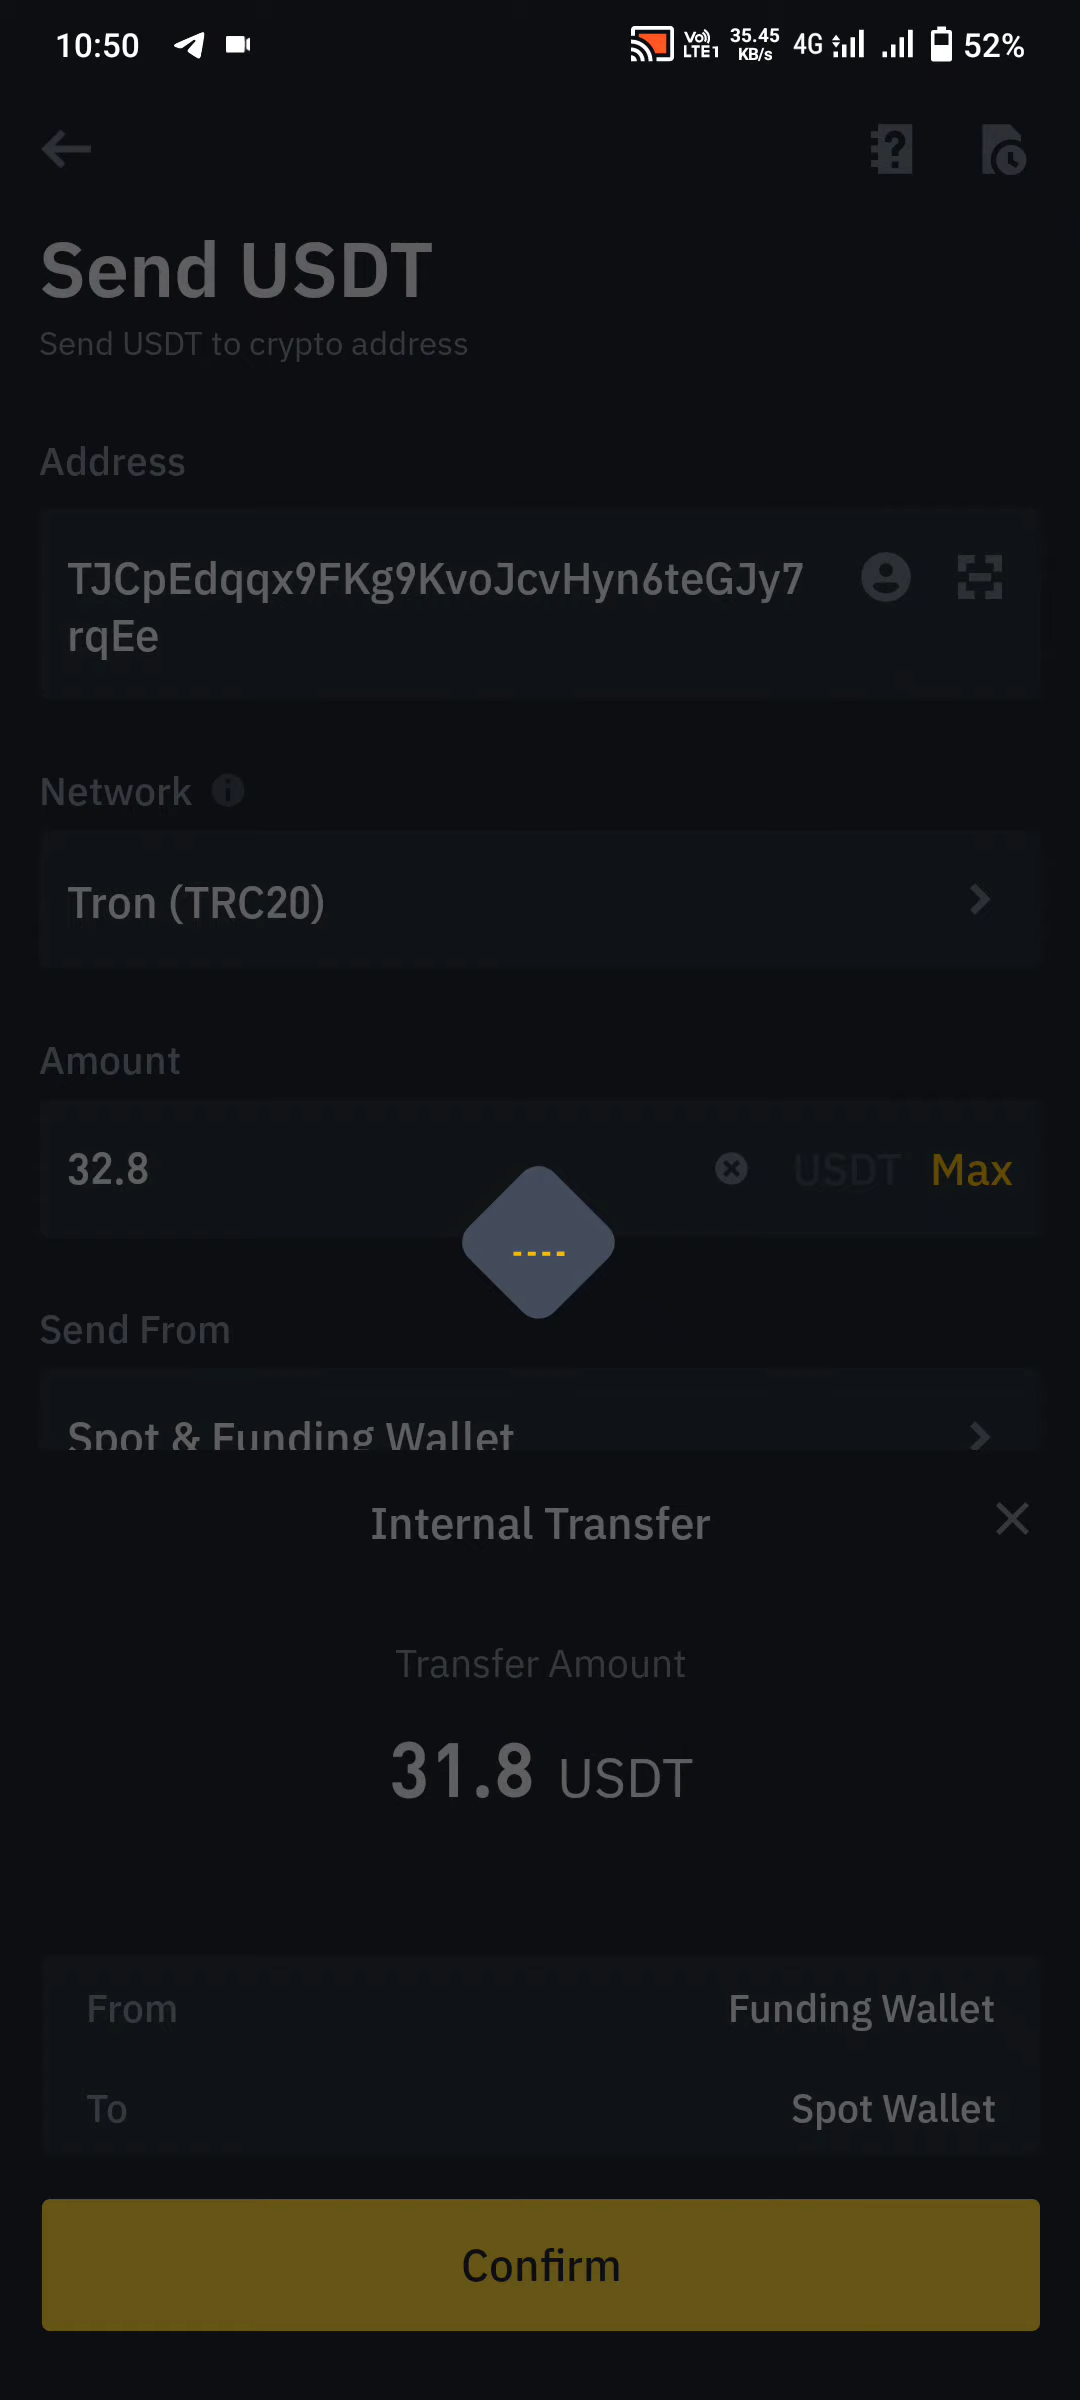 10:50
Vo)) LTE1 35.45 KB/s 4G 52%
Send USDT
Send USDT to crypto address
Address
TJCpEdqqx9FKg9KvoJcvHyn6teGJy7
rqEe
Network
Tron (TRC20)
Amount
32.8 USDT Max
Send From
Spot & Funding Wallet
Internal Transfer
Transfer Amount
31.8 USDT
From Funding Wallet
To Spot Wallet
Confirm